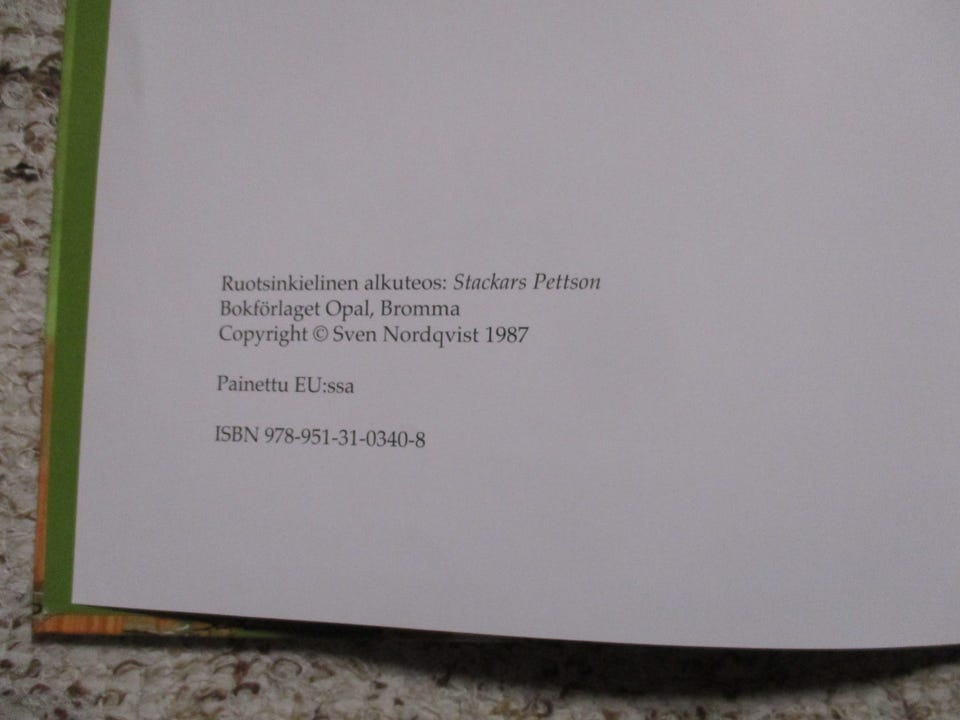 Ruotsinkielinen alkuteos: Stackars Pettson
Bokförlaget Opal, Bromma
Copyright © Sven Nordqvist 1987
Painettu EU:ssa
ISBN 978-951-31-0340-8